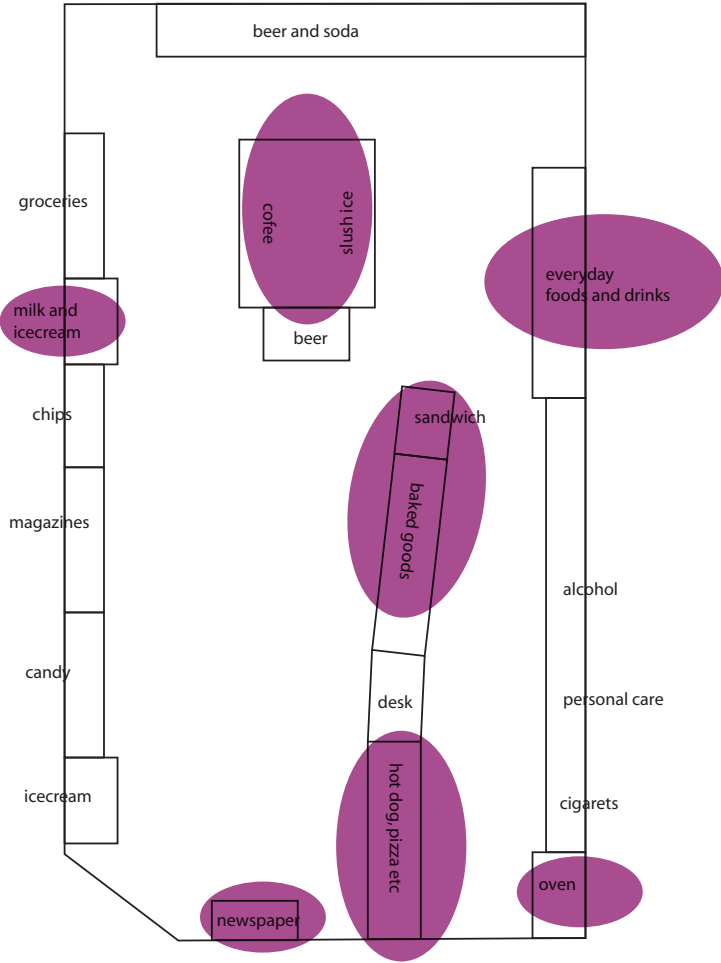 beer and soda
groceries
cofee
slush ice
everyday
foods and drinks
milk and
icecream
beer
chips
sandwich
magazines
baked goods
alcohol
candy
desk
personal care
icecream
hot dog, pizza etc
cigarets
oven
newspaper